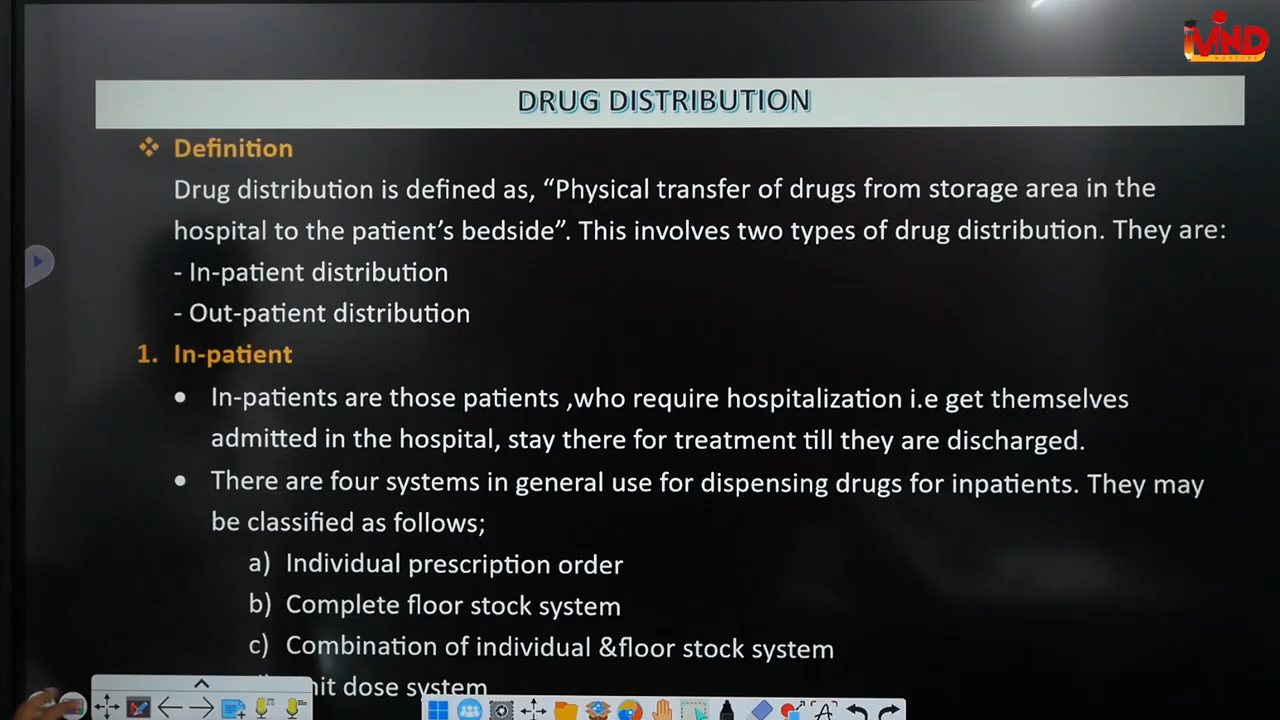 MIND
NURTURE
DRUG DISTRIBUTION
❖ Definition
Drug distribution is defined as, “Physical transfer of drugs from storage area in the
hospital to the patient’s bedside”. This involves two types of drug distribution. They are:
- In-patient distribution
- Out-patient distribution
1. In-patient
• In-patients are those patients ,who require hospitalization i.e get themselves
admitted in the hospital, stay there for treatment till they are discharged.
• There are four systems in general use for dispensing drugs for inpatients. They may
be classified as follows;
a) Individual prescription order
b) Complete floor stock system
c) Combination of individual &floor stock system
dose system